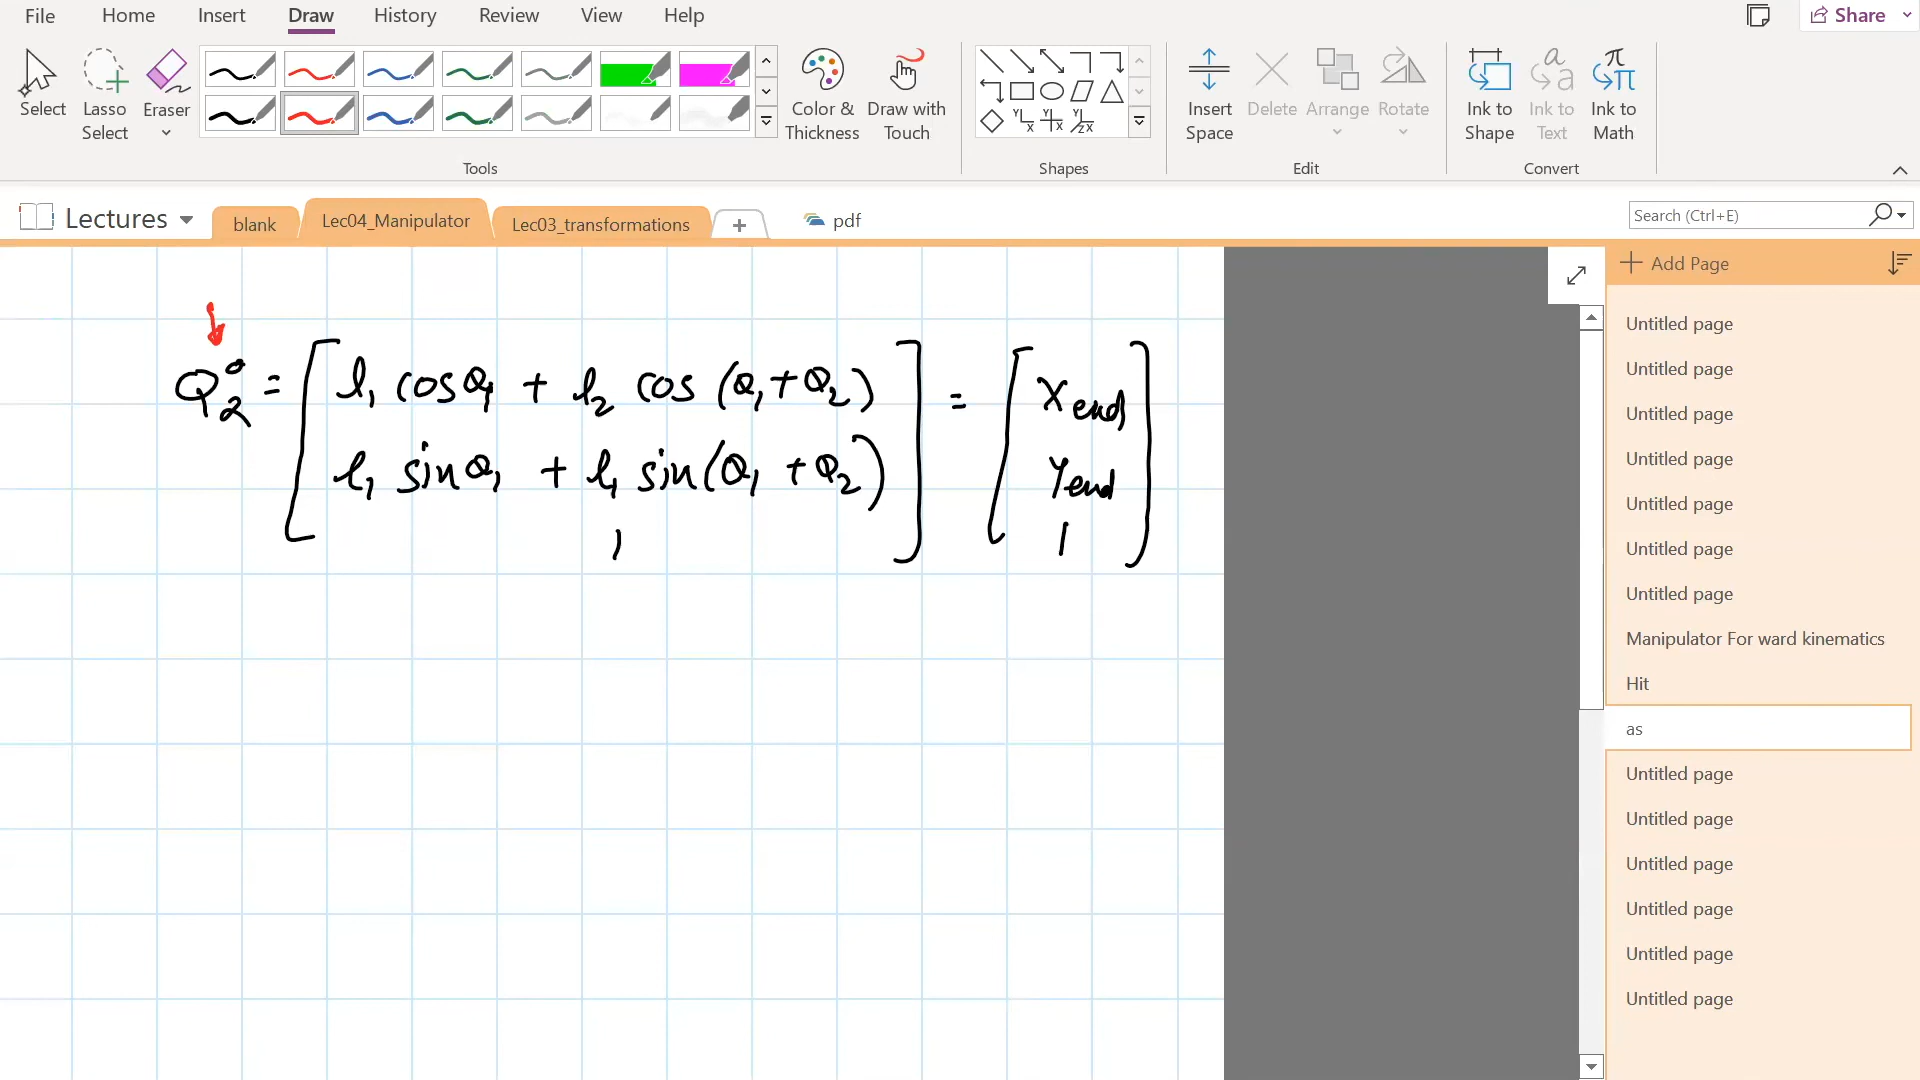 File Home Insert Draw History Review View Help Share
Select
Lasso Select
Eraser
Color & Thickness
Draw with Touch
Insert Space
Delete
Arrange
Rotate
Ink to Shape
Ink to Text
Ink to Math
Tools Shapes Edit Convert
Lectures blank Lec04_Manipulator Lec03_transformations + pdf Search (Ctrl+E)
Add Page
Untitled page
Untitled page
Untitled page
Untitled page
Untitled page
Untitled page
Untitled page
Manipulator For ward kinematics
Hit
as
Untitled page
Untitled page
Untitled page
Untitled page
Untitled page
Untitled page
Q₂⁰ = [ l₁ cosθ₁ + l₂ cos(θ₁+θ₂) ] = [ x_end ]
l₁ sinθ₁ + l₁ sin(θ₁+θ₂) y_end
1 1